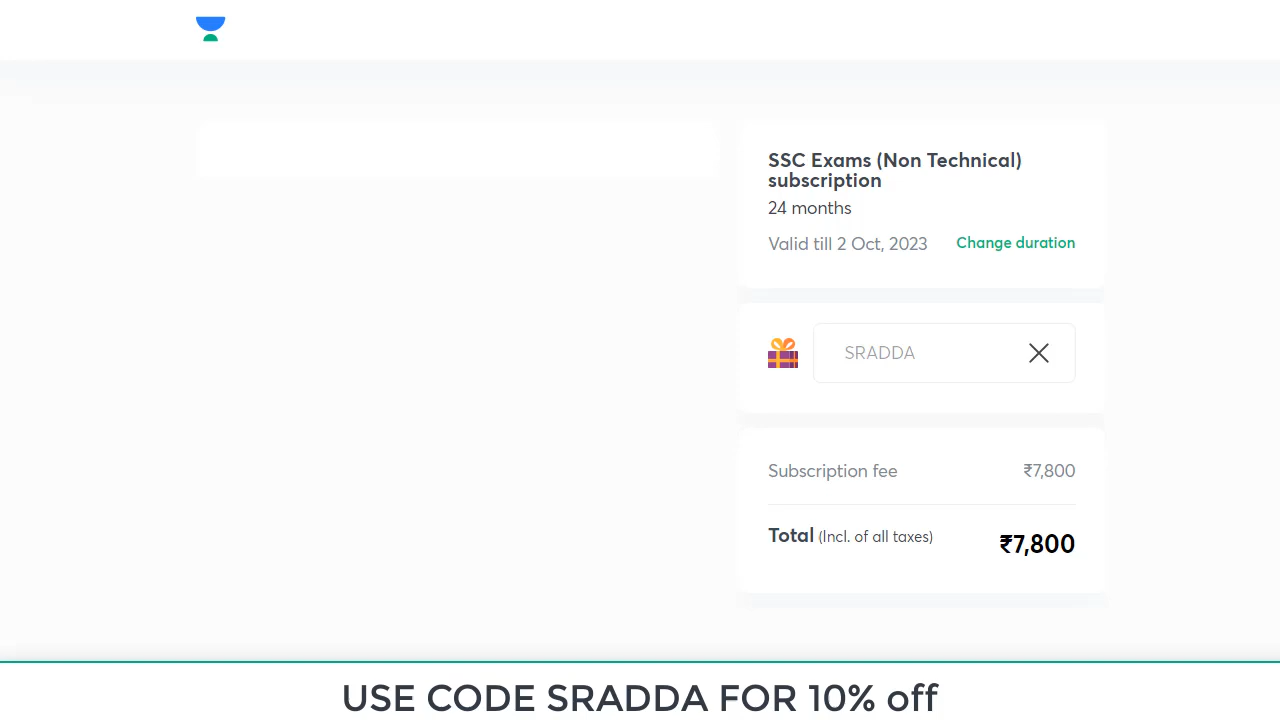 SSC Exams (Non Technical)
subscription
24 months
Valid till 2 Oct, 2023 Change duration
SRADDA
Subscription fee ₹7,800
Total (Incl. of all taxes) ₹7,800
USE CODE SRADDA FOR 10% off